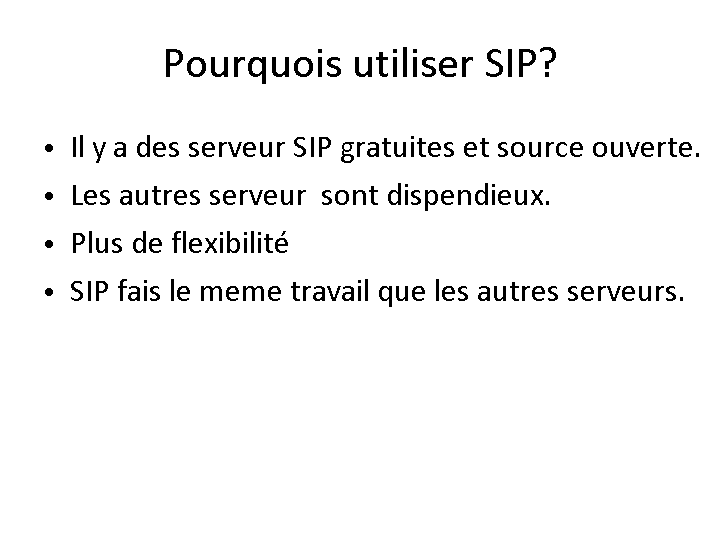 Pourquois utiliser SIP?
• Il y a des serveur SIP gratuites et source ouverte.
• Les autres serveur  sont dispendieux.
• Plus de flexibilité
• SIP fais le meme travail que les autres serveurs.